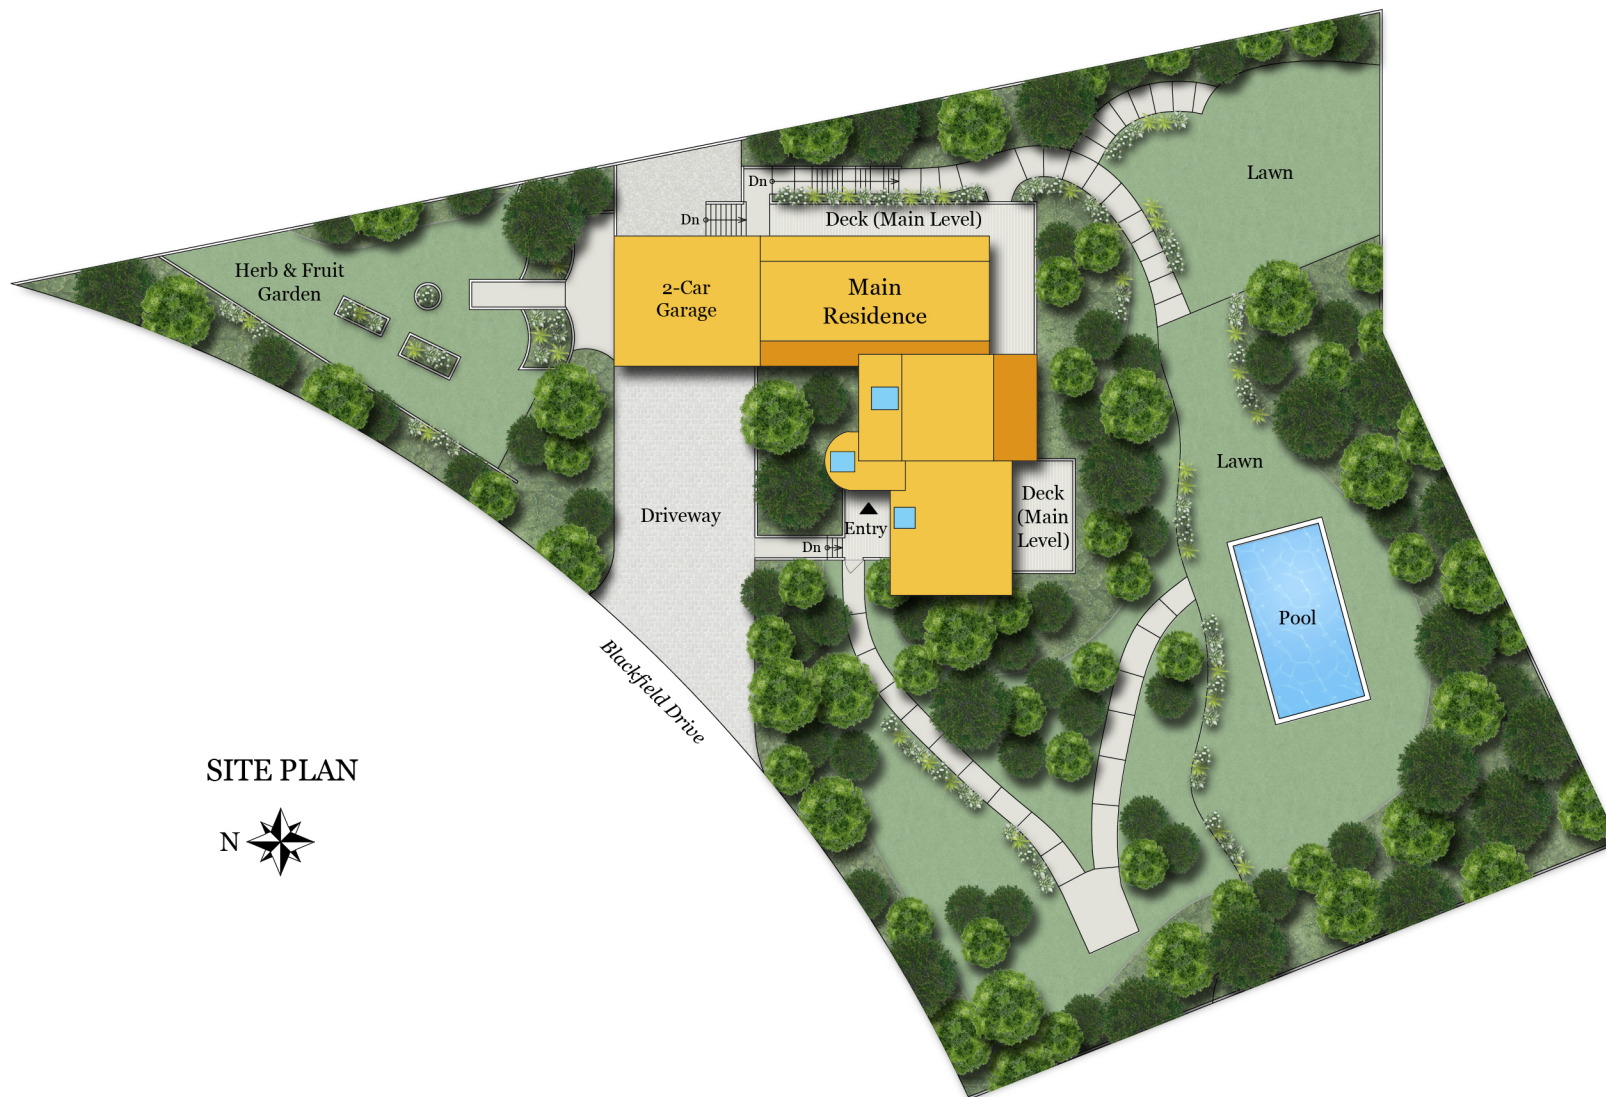 Lawn
Dn
Dn
Deck (Main Level)
Herb & Fruit
Garden
2-Car
Garage
Main
Residence
Lawn
Driveway
Deck
(Main
Level)
Entry
Dn
Pool
Blackfield Drive
SITE PLAN
N